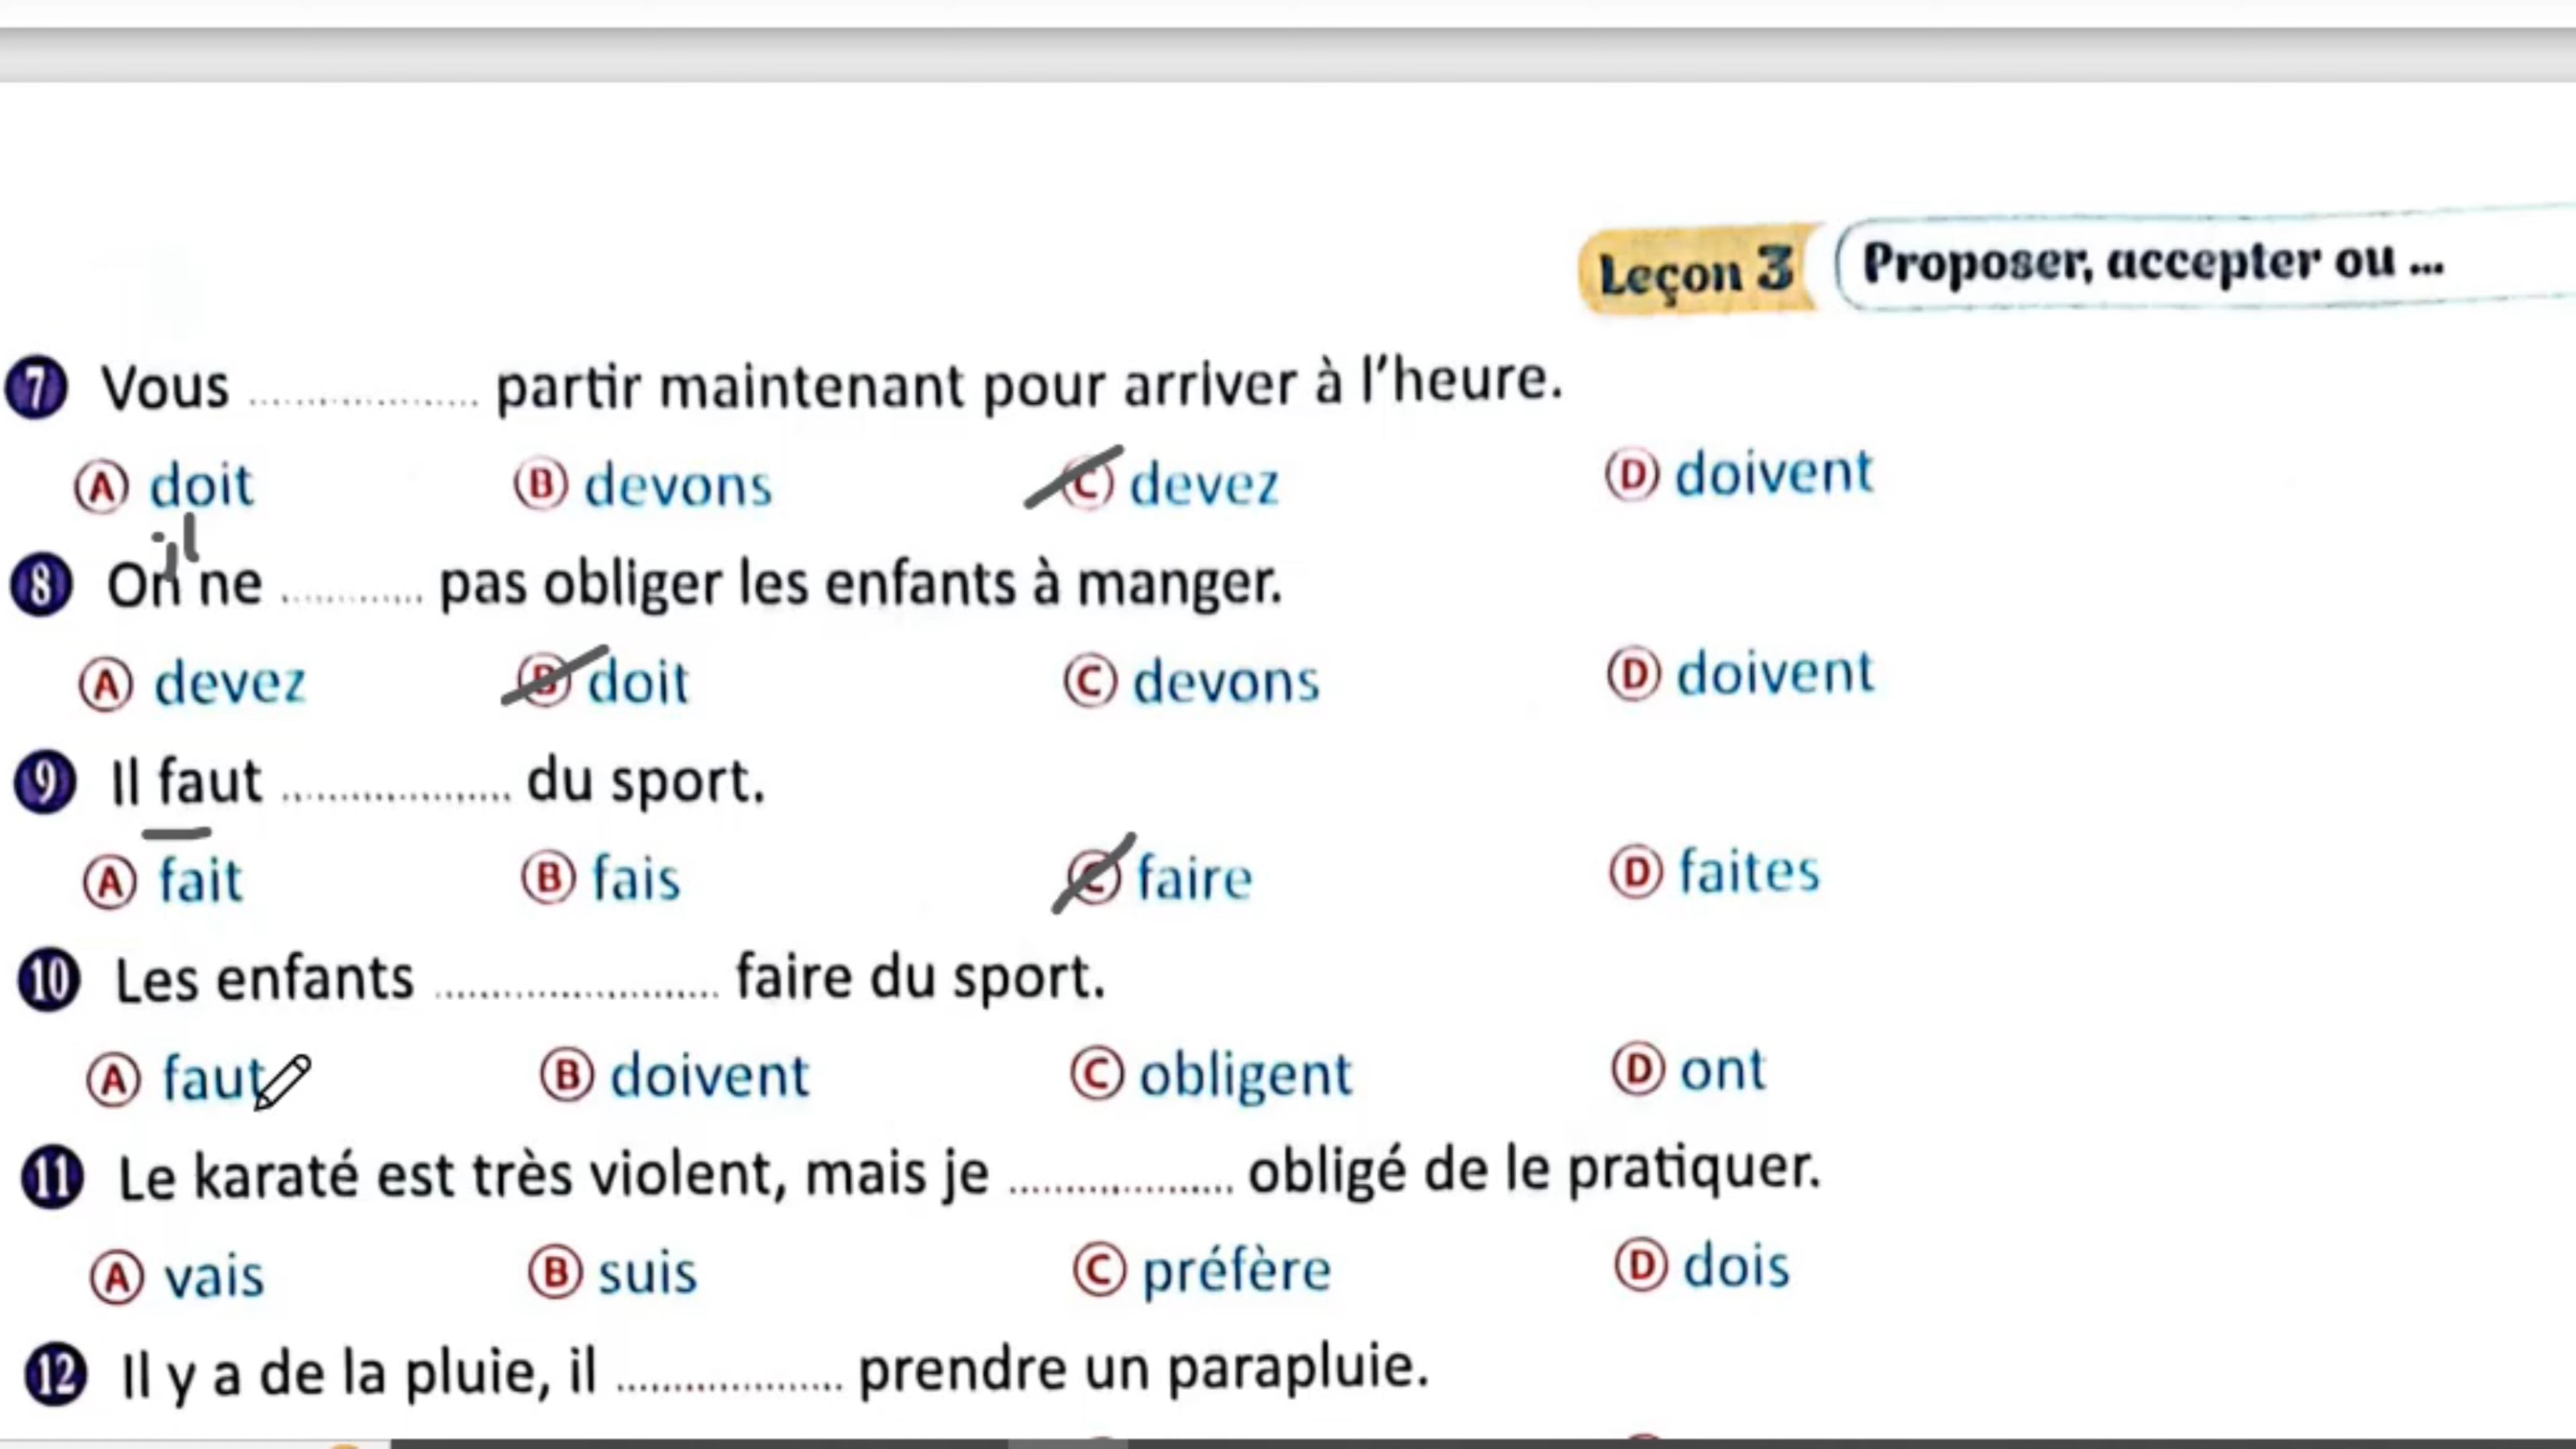 Leçon 3 Proposer, accepter ou ...
7 Vous .................. partir maintenant pour arriver à l'heure.
A doit B devons C devez D doivent
il
8 On ne ........... pas obliger les enfants à manger.
A devez B doit C devons D doivent
9 Il faut .................. du sport.
A fait B fais C faire D faites
10 Les enfants ...................... faire du sport.
A faut B doivent C obligent D ont
11 Le karaté est très violent, mais je .................. obligé de le pratiquer.
A vais B suis C préfère D dois
12 Il y a de la pluie, il .................. prendre un parapluie.